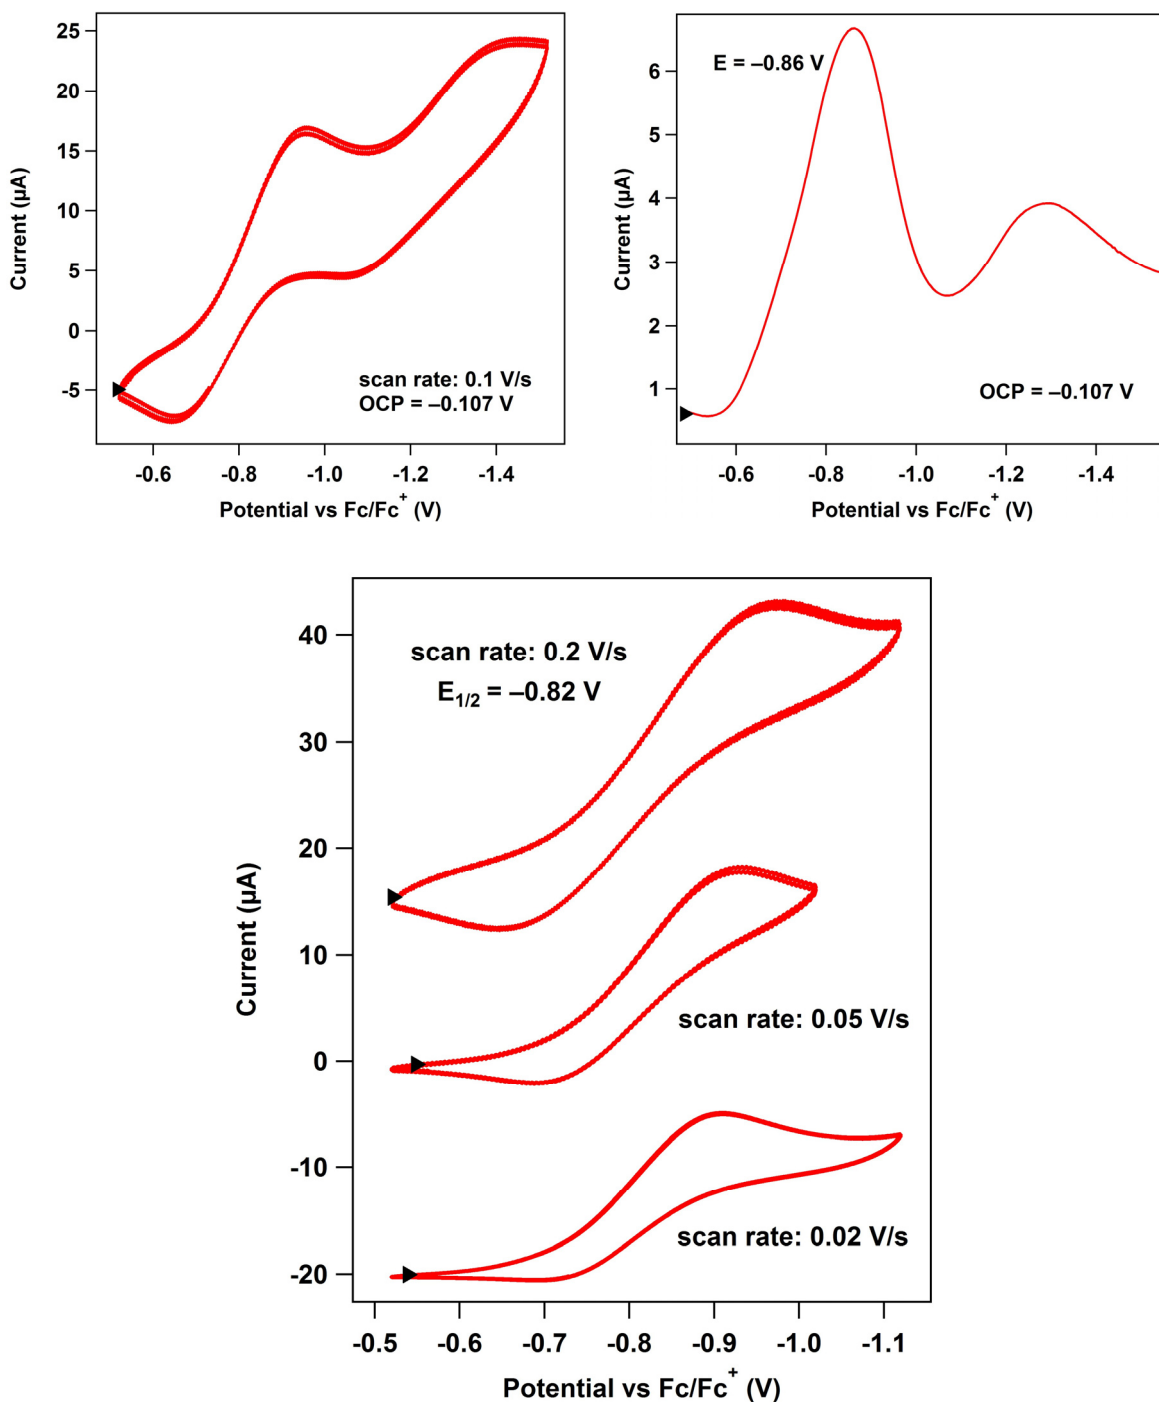 25
20
15
10
5
0
-5
Current (µA)
scan rate: 0.1 V/s
OCP = –0.107 V
-0.6
-0.8
-1.0
-1.2
-1.4
Potential vs Fc/Fc+ (V)
E = –0.86 V
6
5
4
3
2
1
Current (µA)
OCP = –0.107 V
-0.6
-0.8
-1.0
-1.2
-1.4
Potential vs Fc/Fc+ (V)
40
30
20
10
0
-10
-20
Current (µA)
scan rate: 0.2 V/s
E1/2 = –0.82 V
scan rate: 0.05 V/s
scan rate: 0.02 V/s
-0.5
-0.6
-0.7
-0.8
-0.9
-1.0
-1.1
Potential vs Fc/Fc+ (V)